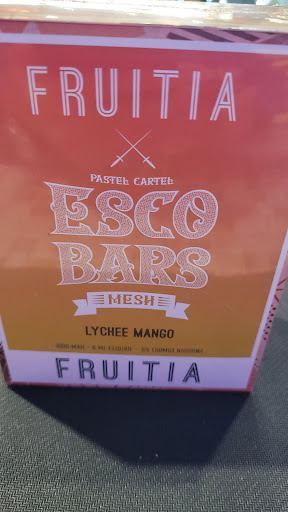 FRUITIA
PASTEL CARTEL
ESCO
BARS
MESH
LYCHEE MANGO
FRUITIA